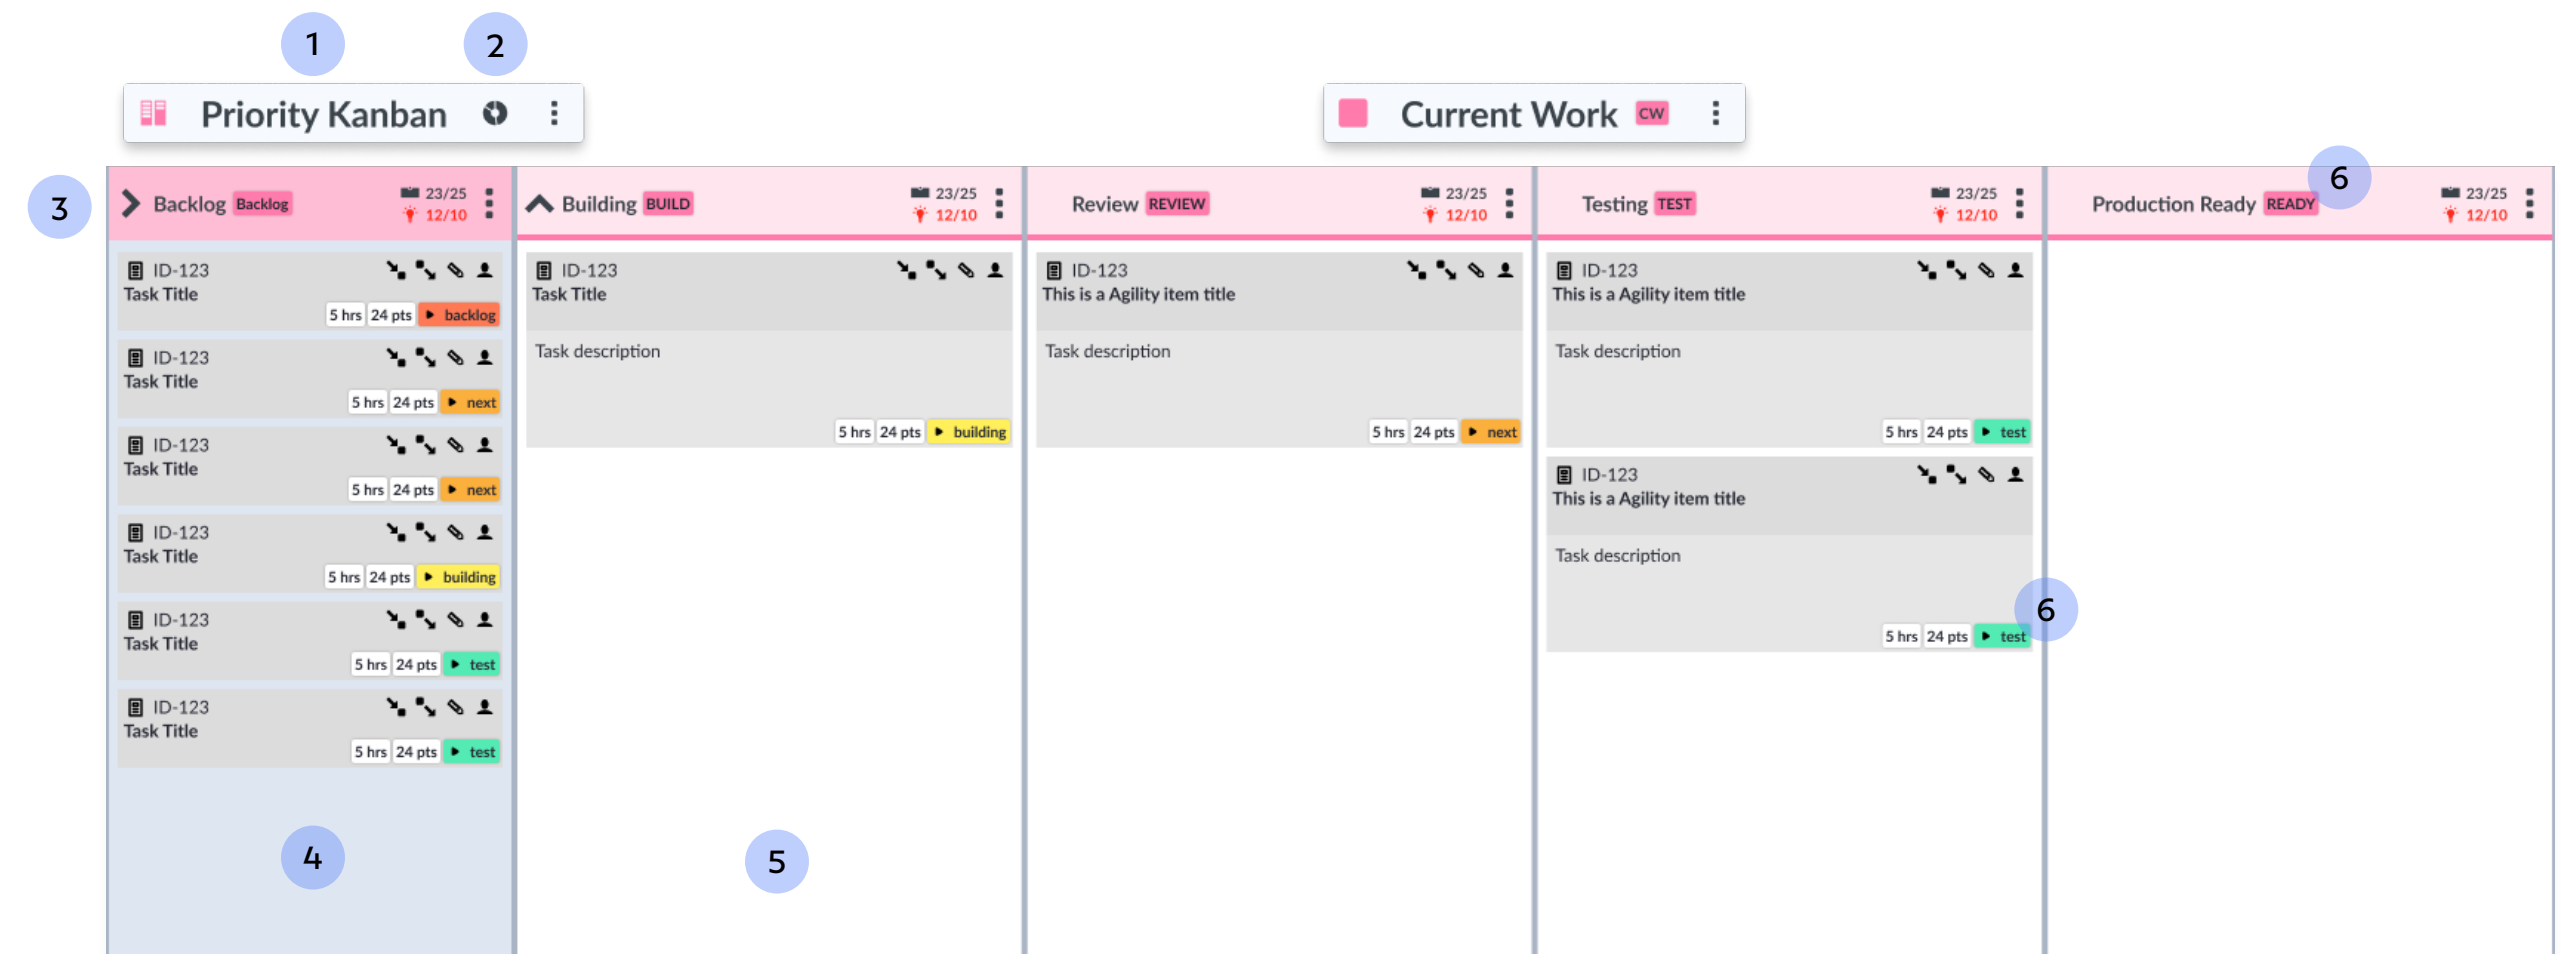 1
2
Priority Kanban
Current Work CW
3
Backlog Backlog 23/25
12/10
Building BUILD 23/25
12/10
Review REVIEW 23/25
12/10
Testing TEST 23/25
12/10
6
Production Ready READY 23/25
12/10
ID-123
Task Title
5 hrs 24 pts backlog
ID-123
Task Title
5 hrs 24 pts next
ID-123
Task Title
5 hrs 24 pts next
ID-123
Task Title
5 hrs 24 pts building
ID-123
Task Title
5 hrs 24 pts test
ID-123
Task Title
5 hrs 24 pts test
4
ID-123
Task Title
Task description
5 hrs 24 pts building
5
ID-123
This is a Agility item title
Task description
5 hrs 24 pts next
ID-123
This is a Agility item title
Task description
5 hrs 24 pts test
ID-123
This is a Agility item title
Task description
6
5 hrs 24 pts test